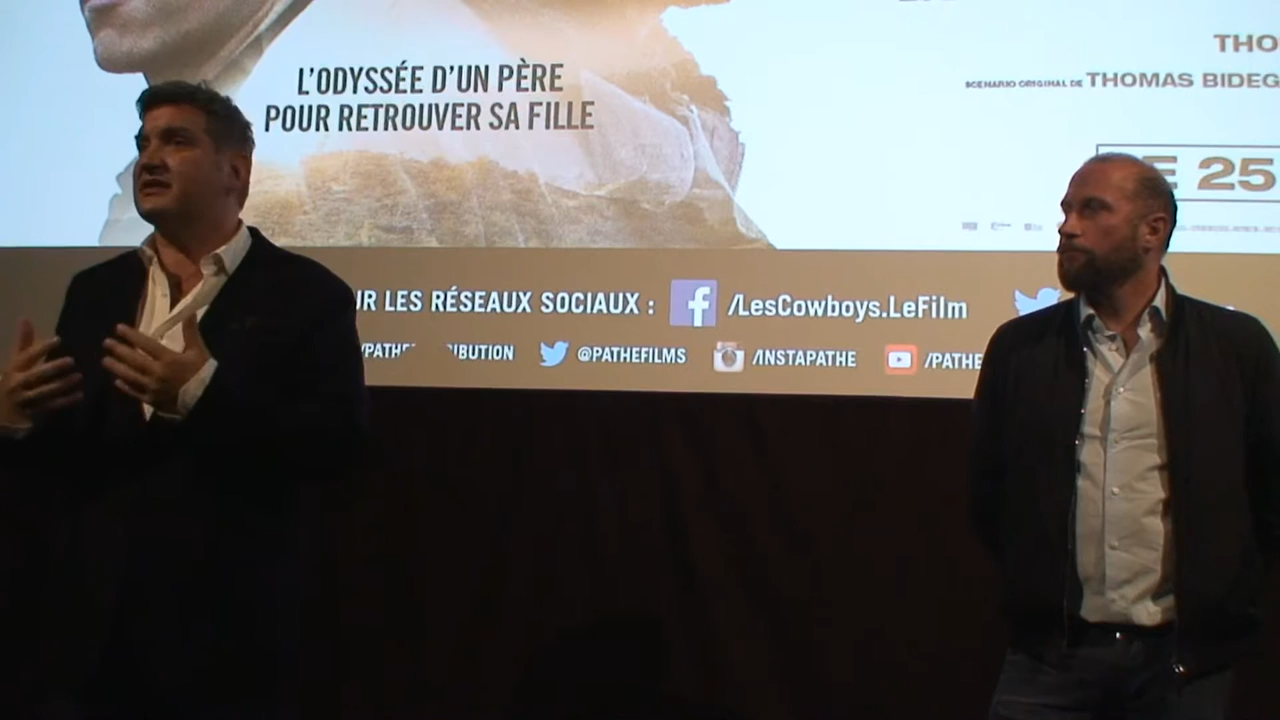 THO
L'ODYSSÉE D'UN PÈRE
POUR RETROUVER SA FILLE
SCENARIO ORIGINAL DE THOMAS BIDEG
E 25
UR LES RÉSEAUX SOCIAUX : f /LesCowboys.LeFilm
/PATHE IBUTION @PATHEFILMS /INSTAPATHE /PATHE